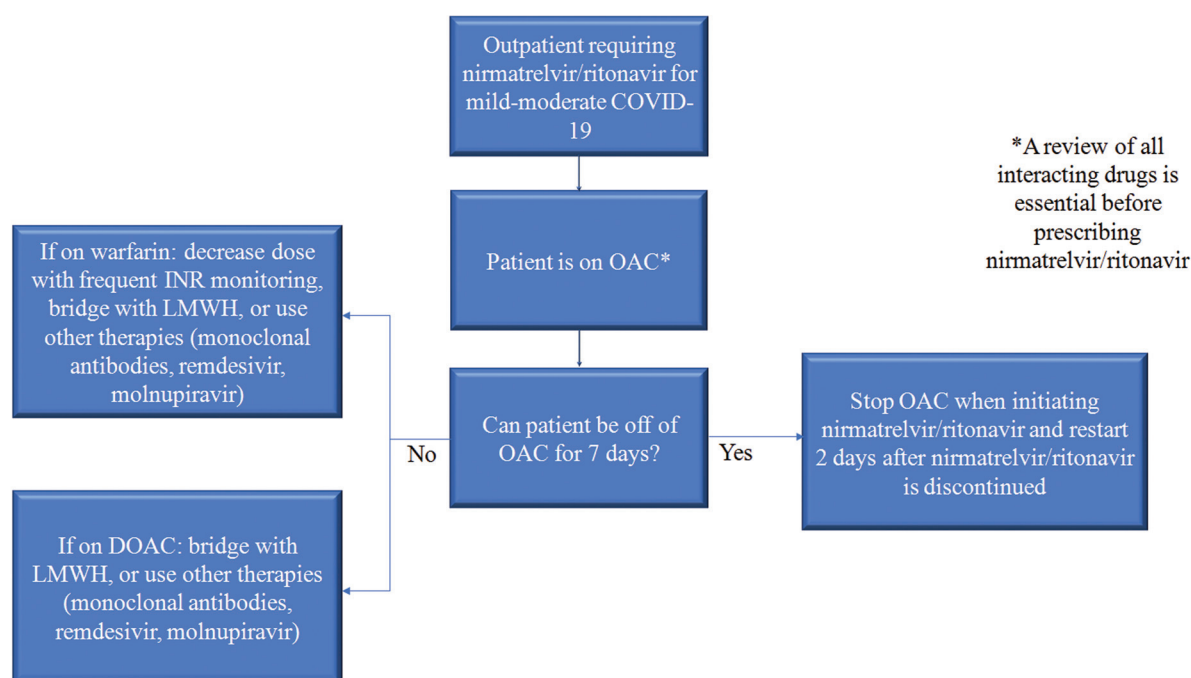 Outpatient requiring
nirmatrelvir/ritonavir for
mild-moderate COVID-
19
*A review of all
interacting drugs is
essential before
prescribing
nirmatrelvir/ritonavir
Patient is on OAC*
If on warfarin: decrease dose
with frequent INR monitoring,
bridge with LMWH, or use
other therapies (monoclonal
antibodies, remdesivir,
molnupiravir)
Can patient be off of
OAC for 7 days?
No
Yes
Stop OAC when initiating
nirmatrelvir/ritonavir and restart
2 days after nirmatrelvir/ritonavir
is discontinued
If on DOAC: bridge with
LMWH, or use other therapies
(monoclonal antibodies,
remdesivir, molnupiravir)